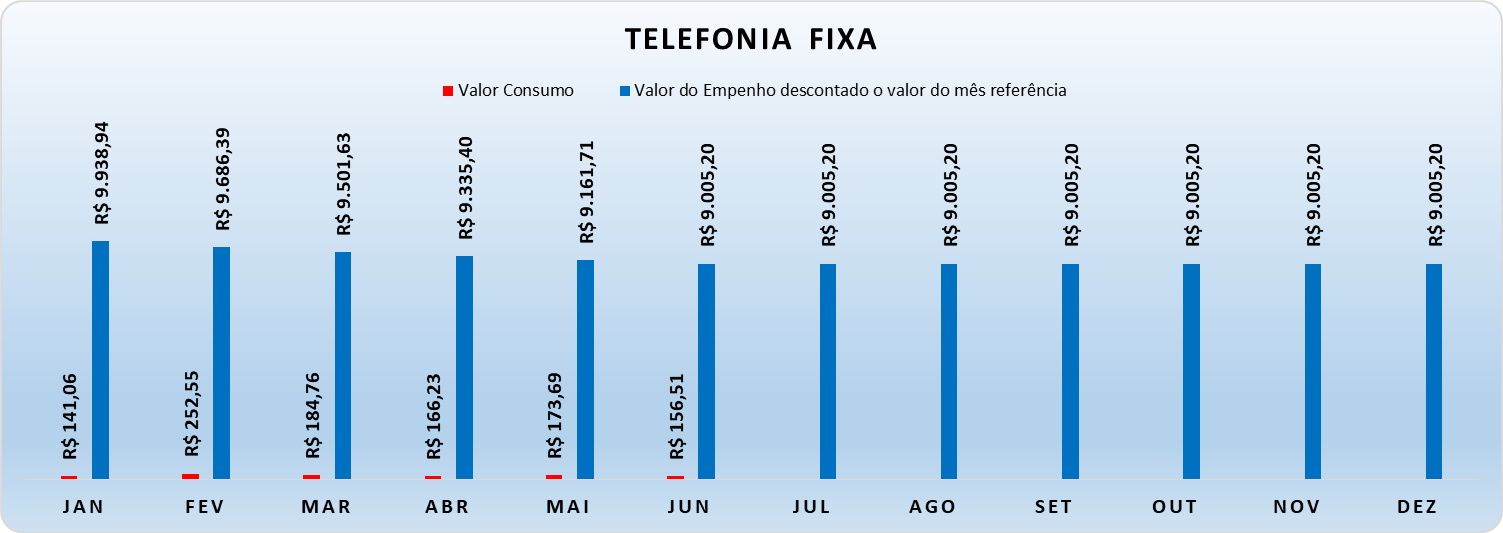 TELEFONIA FIXA
Valor Consumo
Valor do Empenho descontado o valor do mês referência
R$ 141,06
R$ 9.938,94
R$ 252,55
R$ 9.686,39
R$ 184,76
R$ 9.501,63
R$ 166,23
R$ 9.335,40
R$ 173,69
R$ 9.161,71
R$ 156,51
R$ 9.005,20
R$ 9.005,20
R$ 9.005,20
R$ 9.005,20
R$ 9.005,20
R$ 9.005,20
R$ 9.005,20
JAN FEV MAR ABR MAI JUN JUL AGO SET OUT NOV DEZ